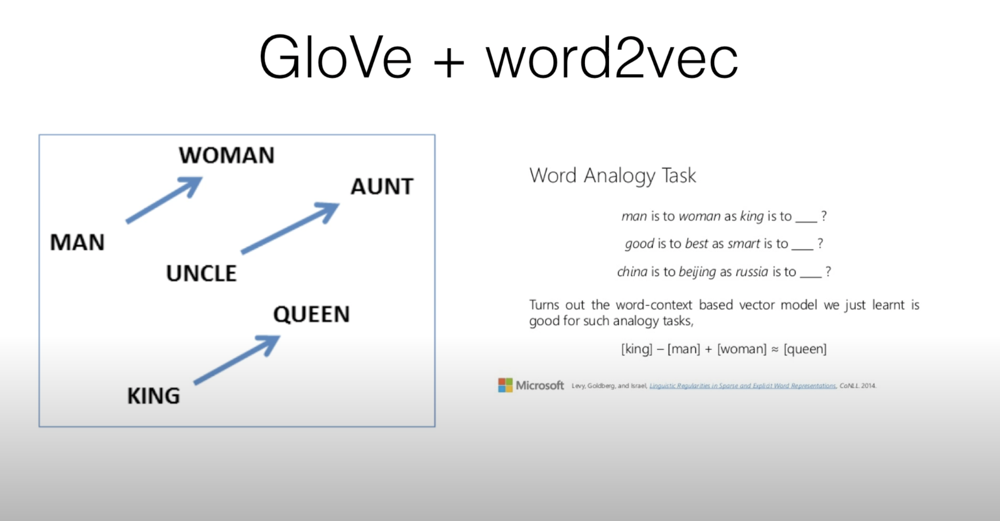 GloVe + word2vec
WOMAN
AUNT
MAN
UNCLE
QUEEN
KING
Word Analogy Task
man is to woman as king is to ___ ?
good is to best as smart is to ___ ?
china is to beijing as russia is to ___ ?
Turns out the word-context based vector model we just learnt is
good for such analogy tasks,
[king] – [man] + [woman] ≈ [queen]
Microsoft Levy, Goldberg, and Israel, Linguistic Regularities in Sparse and Explicit Word Representations, CoNLL 2014.